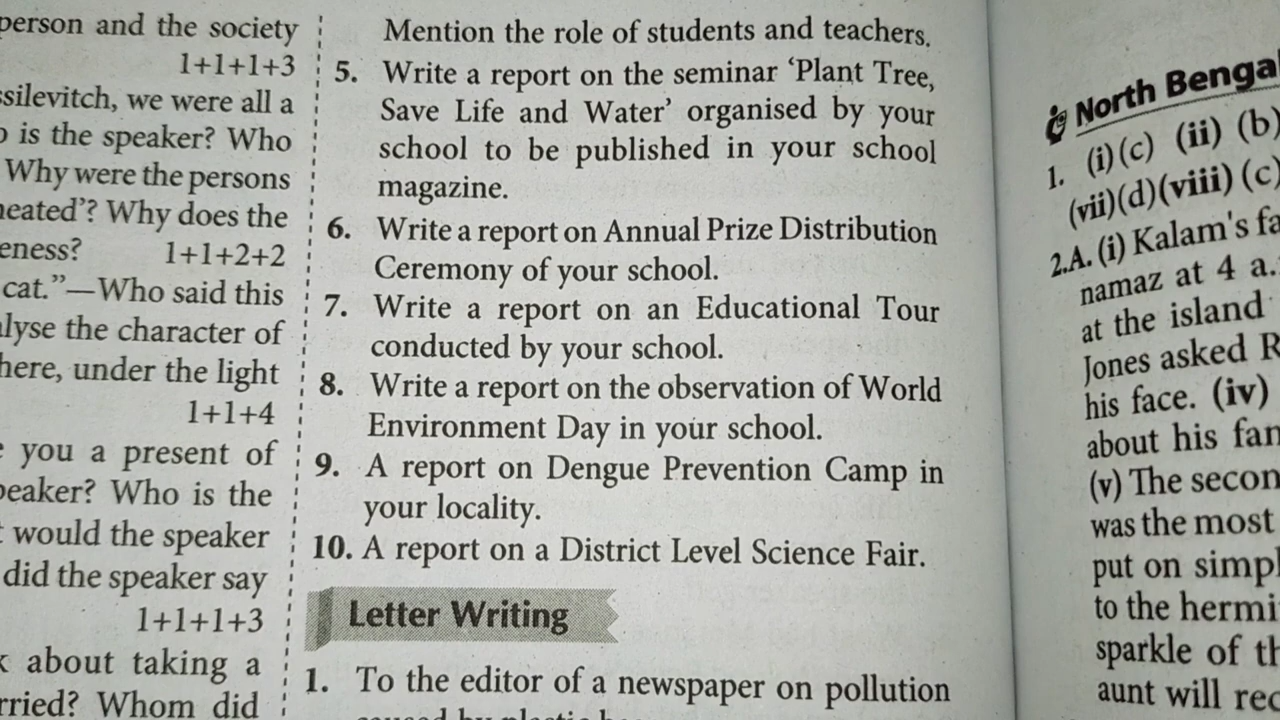 person and the society
1+1+1+3
ssilevitch, we were all a
is the speaker? Who
Why were the persons
heated'? Why does the
eness? 1+1+2+2
cat.”—Who said this
alyse the character of
here, under the light
1+1+4
you a present of
peaker? Who is the
would the speaker
did the speaker say
1+1+1+3
about taking a
rried? Whom did
Mention the role of students and teachers.
5. Write a report on the seminar ‘Plant Tree,
Save Life and Water’ organised by your
school to be published in your school
magazine.
6. Write a report on Annual Prize Distribution
Ceremony of your school.
7. Write a report on an Educational Tour
conducted by your school.
8. Write a report on the observation of World
Environment Day in your school.
9. A report on Dengue Prevention Camp in
your locality.
10. A report on a District Level Science Fair.
Letter Writing
1. To the editor of a newspaper on pollution
North Bengal
1. (i)(c) (ii) (b)
(vii)(d)(viii) (c)
2.A. (i) Kalam's fa
namaz at 4 a.
at the island
Jones asked R
his face. (iv)
about his fan
(v) The secon
was the most
put on simpl
to the hermi
sparkle of th
aunt will rec